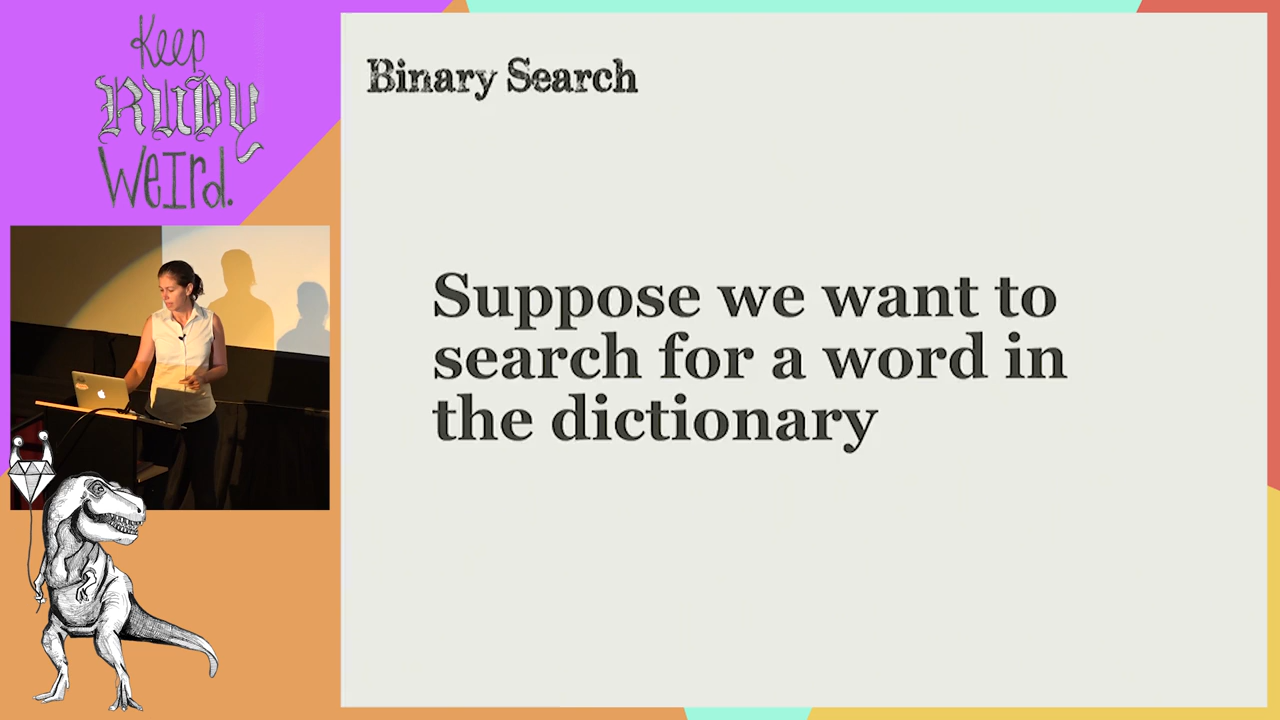 Keep
RUBY
Weird.
Binary Search
Suppose we want to
search for a word in
the dictionary